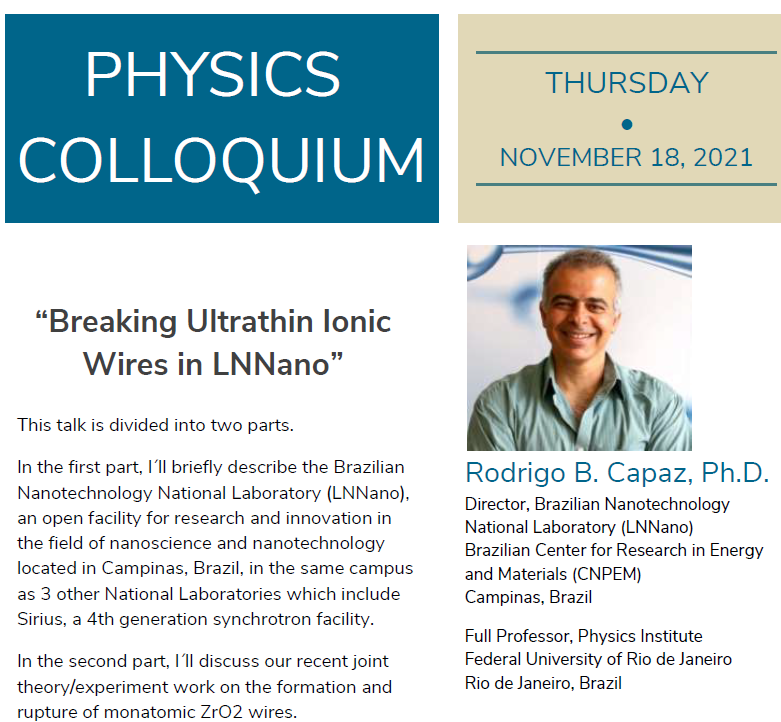 PHYSICS
COLLOQUIUM
THURSDAY
•
NOVEMBER 18, 2021
“Breaking Ultrathin Ionic
Wires in LNNano”
This talk is divided into two parts.
In the first part, I´ll briefly describe the Brazilian
Nanotechnology National Laboratory (LNNano),
an open facility for research and innovation in
the field of nanoscience and nanotechnology
located in Campinas, Brazil, in the same campus
as 3 other National Laboratories which include
Sirius, a 4th generation synchrotron facility.
In the second part, I´ll discuss our recent joint
theory/experiment work on the formation and
rupture of monatomic ZrO2 wires.
Rodrigo B. Capaz, Ph.D.
Director, Brazilian Nanotechnology
National Laboratory (LNNano)
Brazilian Center for Research in Energy
and Materials (CNPEM)
Campinas, Brazil
Full Professor, Physics Institute
Federal University of Rio de Janeiro
Rio de Janeiro, Brazil